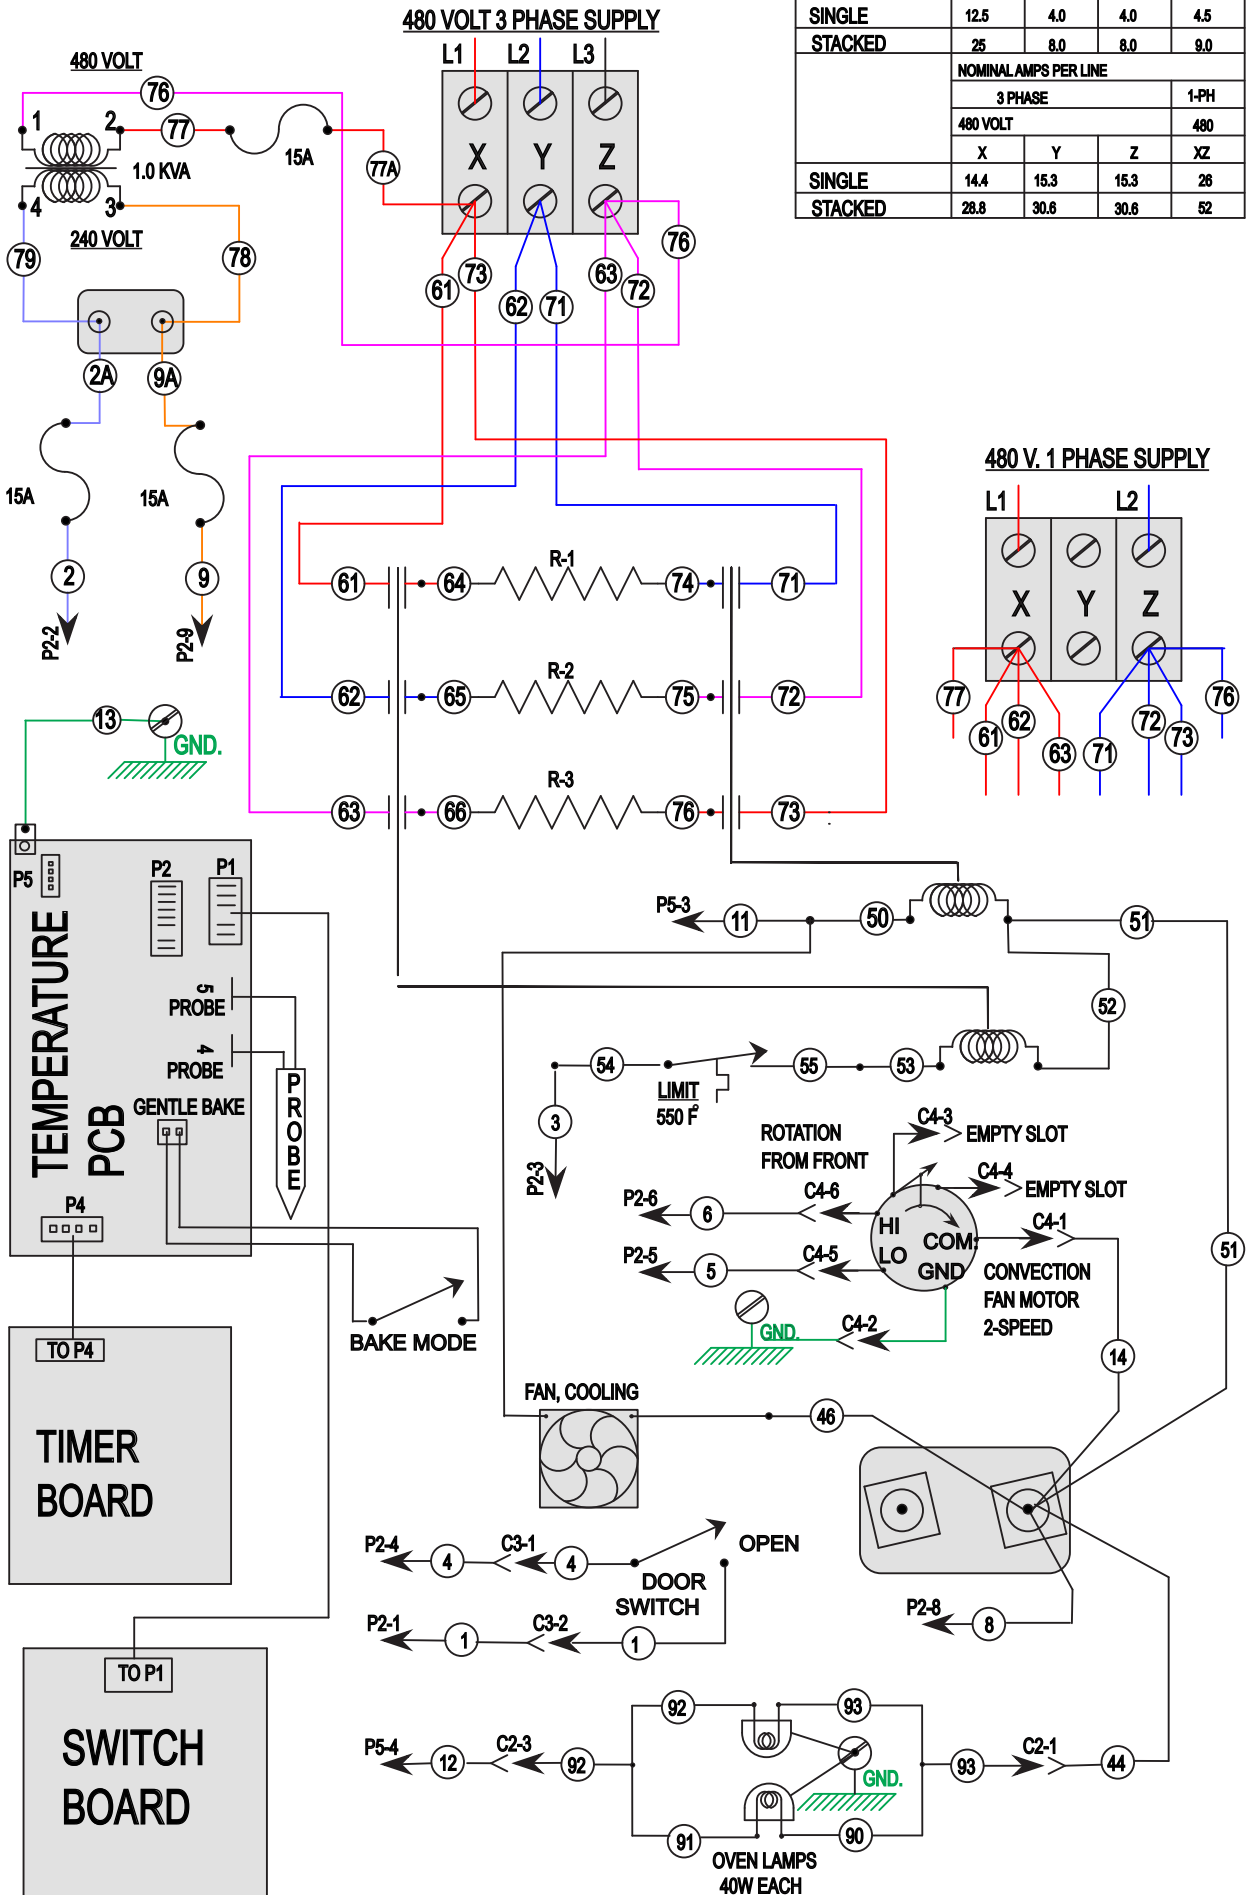 480 VOLT 3 PHASE SUPPLY
L1 L2 L3
X Y Z
SINGLE 12.5 4.0 4.0 4.5
STACKED 25 8.0 8.0 9.0
NOMINAL AMPS PER LINE
3 PHASE 1-PH
480 VOLT 480
X Y Z XZ
SINGLE 14.4 15.3 15.3 26
STACKED 28.8 30.6 30.6 52
480 VOLT
76
1 2 77 15A 77A
1.0 KVA
4 3
240 VOLT
79 78
61 73 62 71 63 72 76
2A 9A
15A 15A
2 9
P2-2 P2-9
480 V. 1 PHASE SUPPLY
L1 L2
X Y Z
77 61 62 63 71 72 73 76
R-1
61 64 74 71
R-2
62 65 75 72
R-3
63 66 76 73
13
GND.
P5 P2 P1
TEMPERATURE
PCB
5
PROBE
4
PROBE
PROBE
GENTLE BAKE
P4
BAKE MODE
TO P4
TIMER
BOARD
TO P1
SWITCH
BOARD
P5-3 11 50 51
52
54 55 53
LIMIT
550 F°
3
P2-3
51
ROTATION
FROM FRONT
C4-3 EMPTY SLOT
C4-4 EMPTY SLOT
P2-6 6 C4-6
P2-5 5 C4-5
HI
LO
COM.
GND
C4-1
GND. C4-2
CONVECTION
FAN MOTOR
2-SPEED
14
FAN, COOLING
46
P2-4 4 C3-1 4
OPEN
DOOR
SWITCH
P2-1 1 C3-2 1
P2-8 8
92 93
P5-4 12 C2-3 92
GND.
93 C2-1 44
91 90
OVEN LAMPS
40W EACH